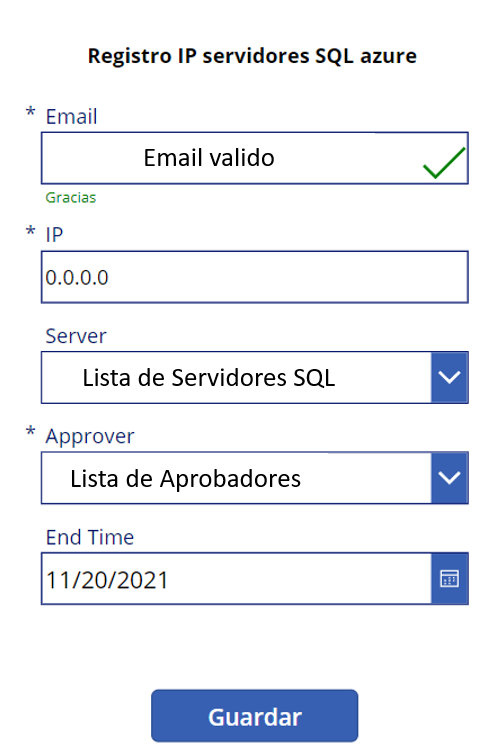 Registro IP servidores SQL azure
* Email
Email valido
Gracias
* IP
0.0.0.0
Server
Lista de Servidores SQL
* Approver
Lista de Aprobadores
End Time
11/20/2021
Guardar